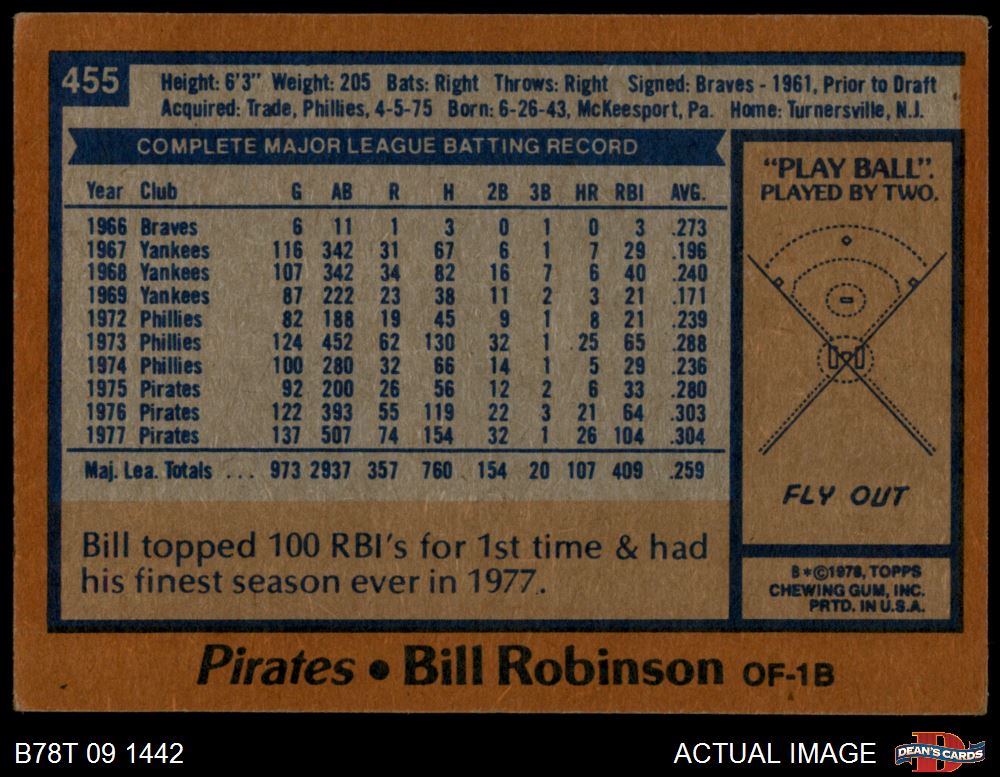 455
Height: 6'3" Weight: 205 Bats: Right Throws: Right Signed: Braves - 1961, Prior to Draft
Acquired: Trade, Phillies, 4-5-75 Born: 6-26-43, McKeesport, Pa. Home: Turnersville, N.J.
COMPLETE MAJOR LEAGUE BATTING RECORD
Year Club G AB R H 2B 3B HR RBI AVG.
1966 Braves 6 11 1 3 0 1 0 3 .273
1967 Yankees 116 342 31 67 6 1 7 29 .196
1968 Yankees 107 342 34 82 16 7 6 40 .240
1969 Yankees 87 222 23 38 11 2 3 21 .171
1972 Phillies 82 188 19 45 9 1 8 21 .239
1973 Phillies 124 452 62 130 32 1 25 65 .288
1974 Phillies 100 280 32 66 14 1 5 29 .236
1975 Pirates 92 200 26 56 12 2 6 33 .280
1976 Pirates 122 393 55 119 22 3 21 64 .303
1977 Pirates 137 507 74 154 32 1 26 104 .304
Maj. Lea. Totals ... 973 2937 357 760 154 20 107 409 .259
Bill topped 100 RBI's for 1st time & had
his finest season ever in 1977.
"PLAY BALL".
PLAYED BY TWO.
FLY OUT
B*©1978, TOPPS
CHEWING GUM, INC.
PRTD. IN U.S.A.
Pirates • Bill Robinson OF-1B
B78T 09 1442
ACTUAL IMAGE
DEAN'S CARDS